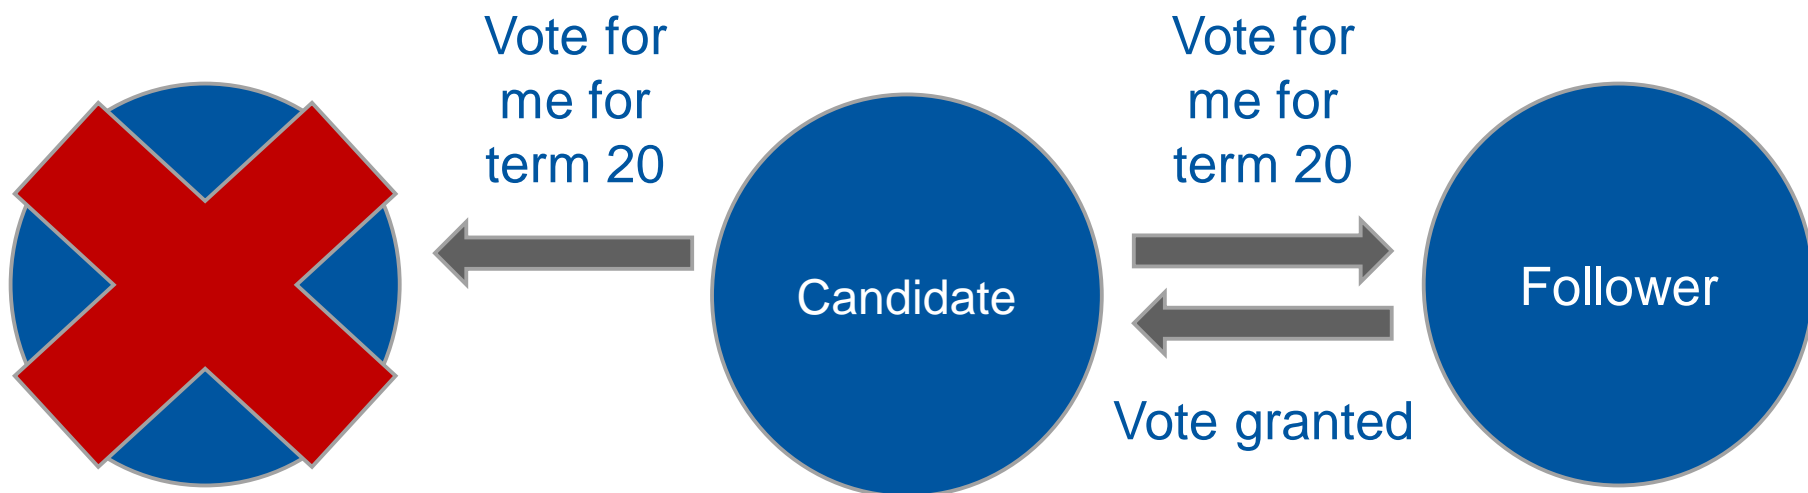 Vote for
me for
term 20
Vote for
me for
term 20
Candidate
Follower
Vote granted